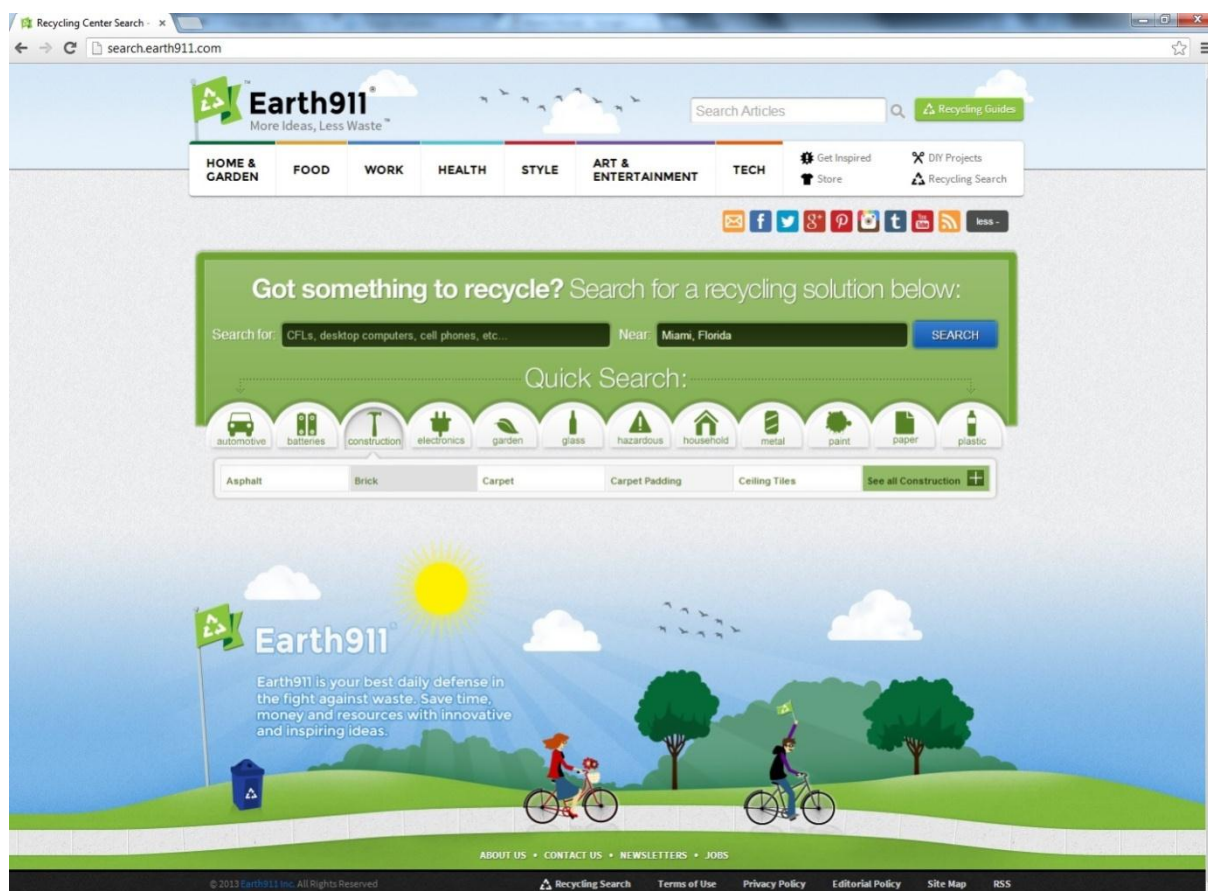 Recycling Center Search -
search.earth911.com
Earth911®
More Ideas, Less Waste™
Search Articles
Recycling Guides
HOME &
GARDEN
FOOD
WORK
HEALTH
STYLE
ART &
ENTERTAINMENT
TECH
Get Inspired
DIY Projects
Store
Recycling Search
less -
Got something to recycle? Search for a recycling solution below:
Search for: CFLs, desktop computers, cell phones, etc... Near: Miami, Florida SEARCH
Quick Search:
automotive batteries construction electronics garden glass hazardous household metal paint paper plastic
Asphalt Brick Carpet Carpet Padding Ceiling Tiles See all Construction
Earth911®
Earth911 is your best daily defense in
the fight against waste. Save time,
money and resources with innovative
and inspiring ideas.
ABOUT US • CONTACT US • NEWSLETTERS • JOBS
© 2013 Earth911 Inc. All Rights Reserved Recycling Search Terms of Use Privacy Policy Editorial Policy Site Map RSS